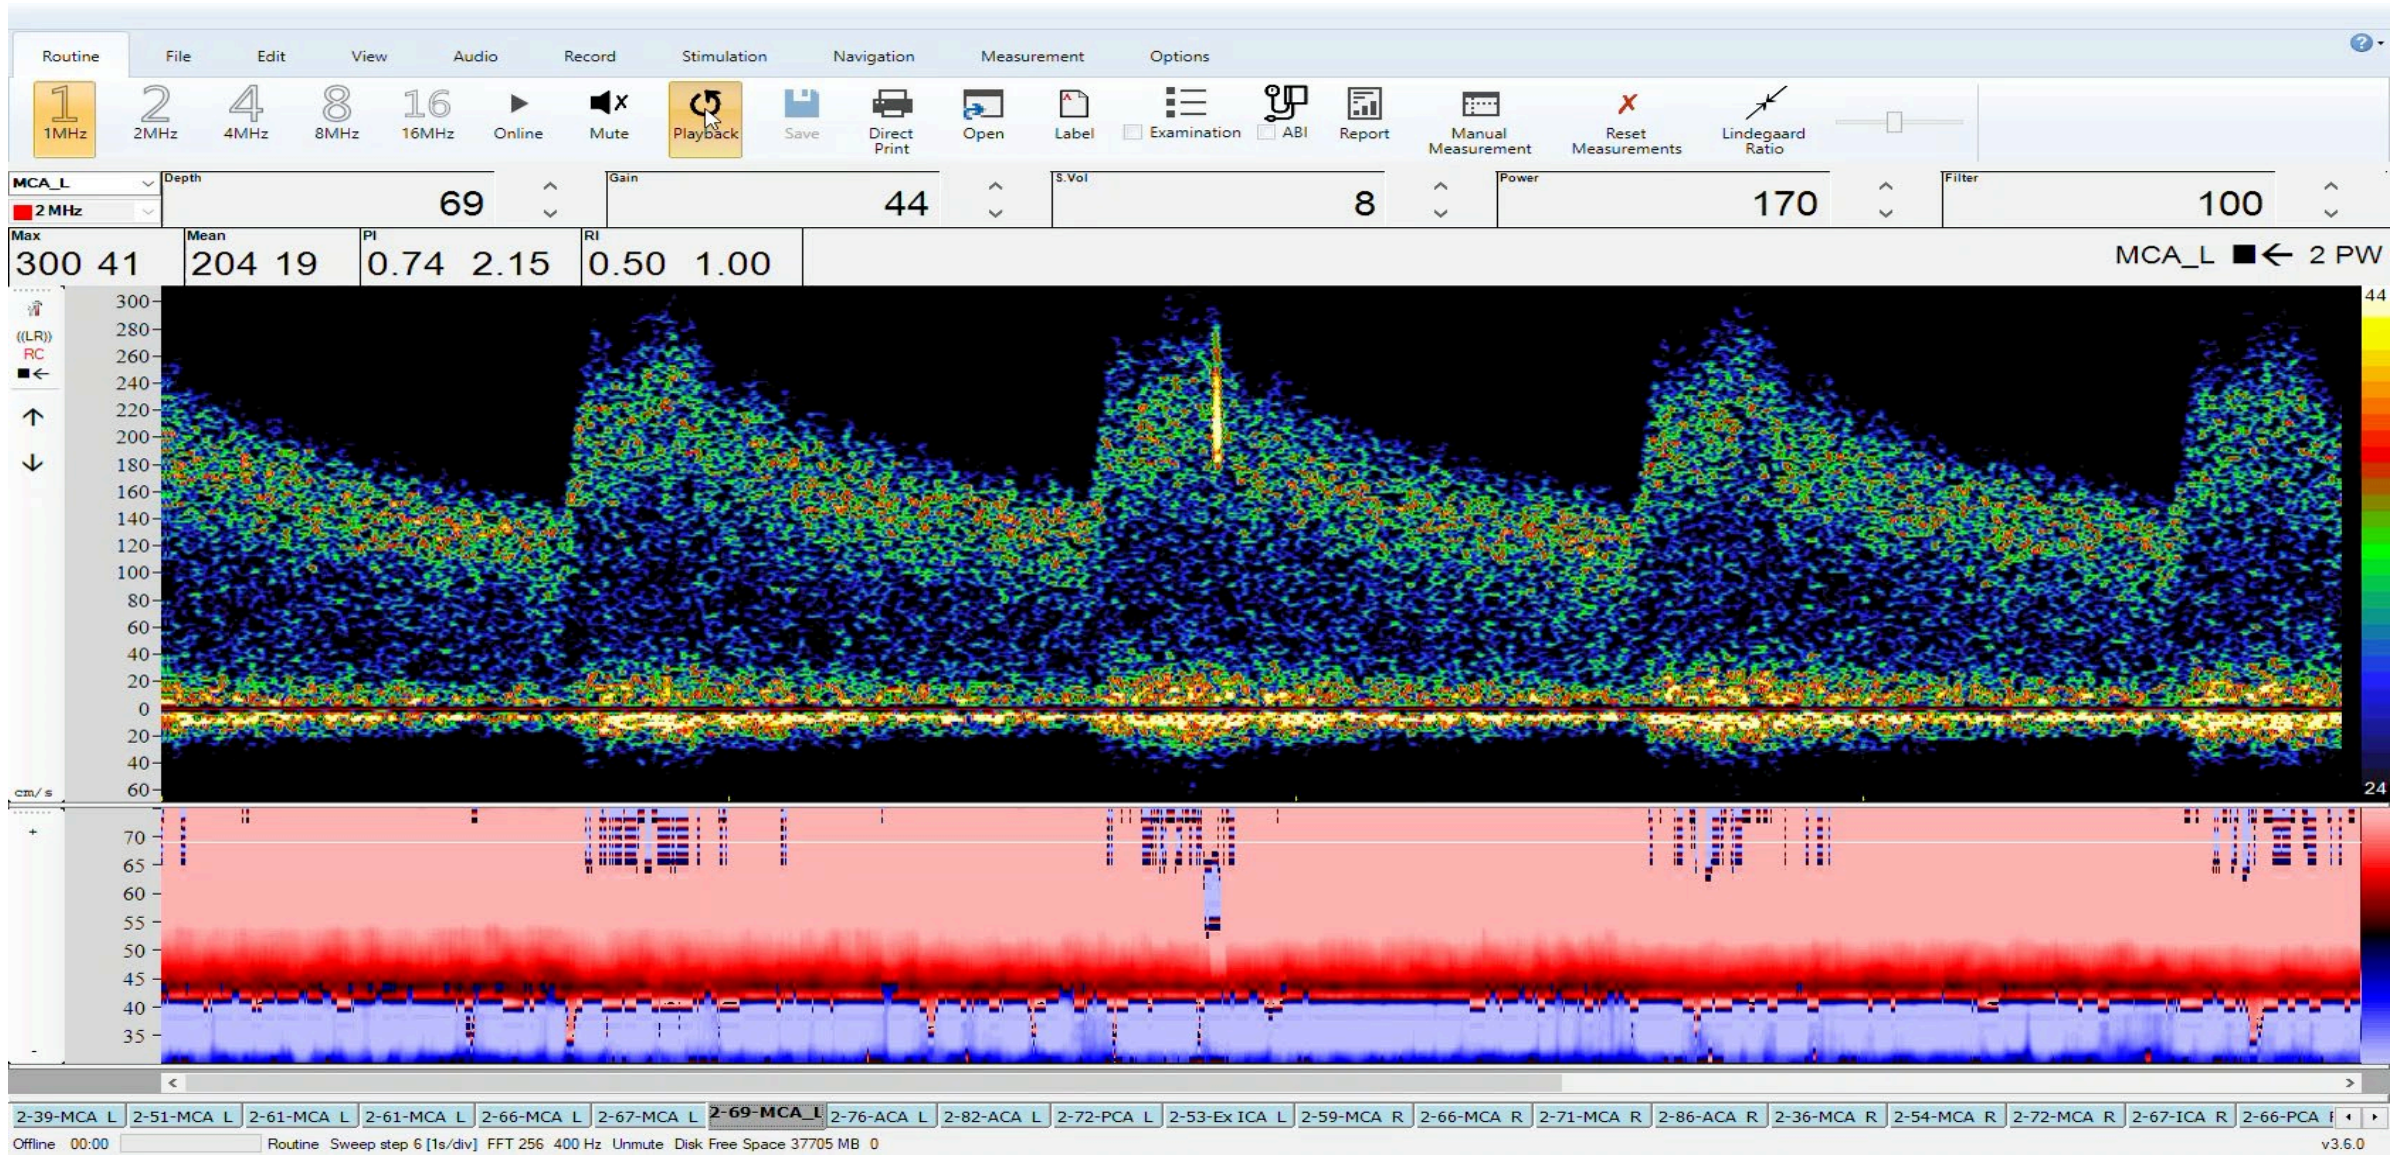 Routine File Edit View Audio Record Stimulation Navigation Measurement Options
1 2 4 8 16
1MHz 2MHz 4MHz 8MHz 16MHz Online Mute Playback Save Direct Print Open Label Examination ABI Report Manual Measurement Reset Measurements Lindegaard Ratio
MCA_L Depth 69 Gain 44 S.Vol 8 Power 170 Filter 100
2 MHz
Max Mean PI RI
300 41 204 19 0.74 2.15 0.50 1.00 MCA_L 2 PW
300 44
280
((LR))
RC
260
240
220
200
180
160
140
120
100
80
60
40
20
0
20
40
60 24
cm/s
+
70
65
60
55
50
45
40
35
-
2-39-MCA L 2-51-MCA L 2-61-MCA L 2-61-MCA L 2-66-MCA L 2-67-MCA L 2-69-MCA_L 2-76-ACA L 2-82-ACA L 2-72-PCA L 2-53-Ex ICA L 2-59-MCA R 2-66-MCA R 2-71-MCA R 2-86-ACA R 2-36-MCA R 2-54-MCA R 2-72-MCA R 2-67-ICA R 2-66-PCA
Offline 00:00 Routine Sweep step 6 [1s/div] FFT 256 400 Hz Unmute Disk Free Space 37705 MB 0 v3.6.0